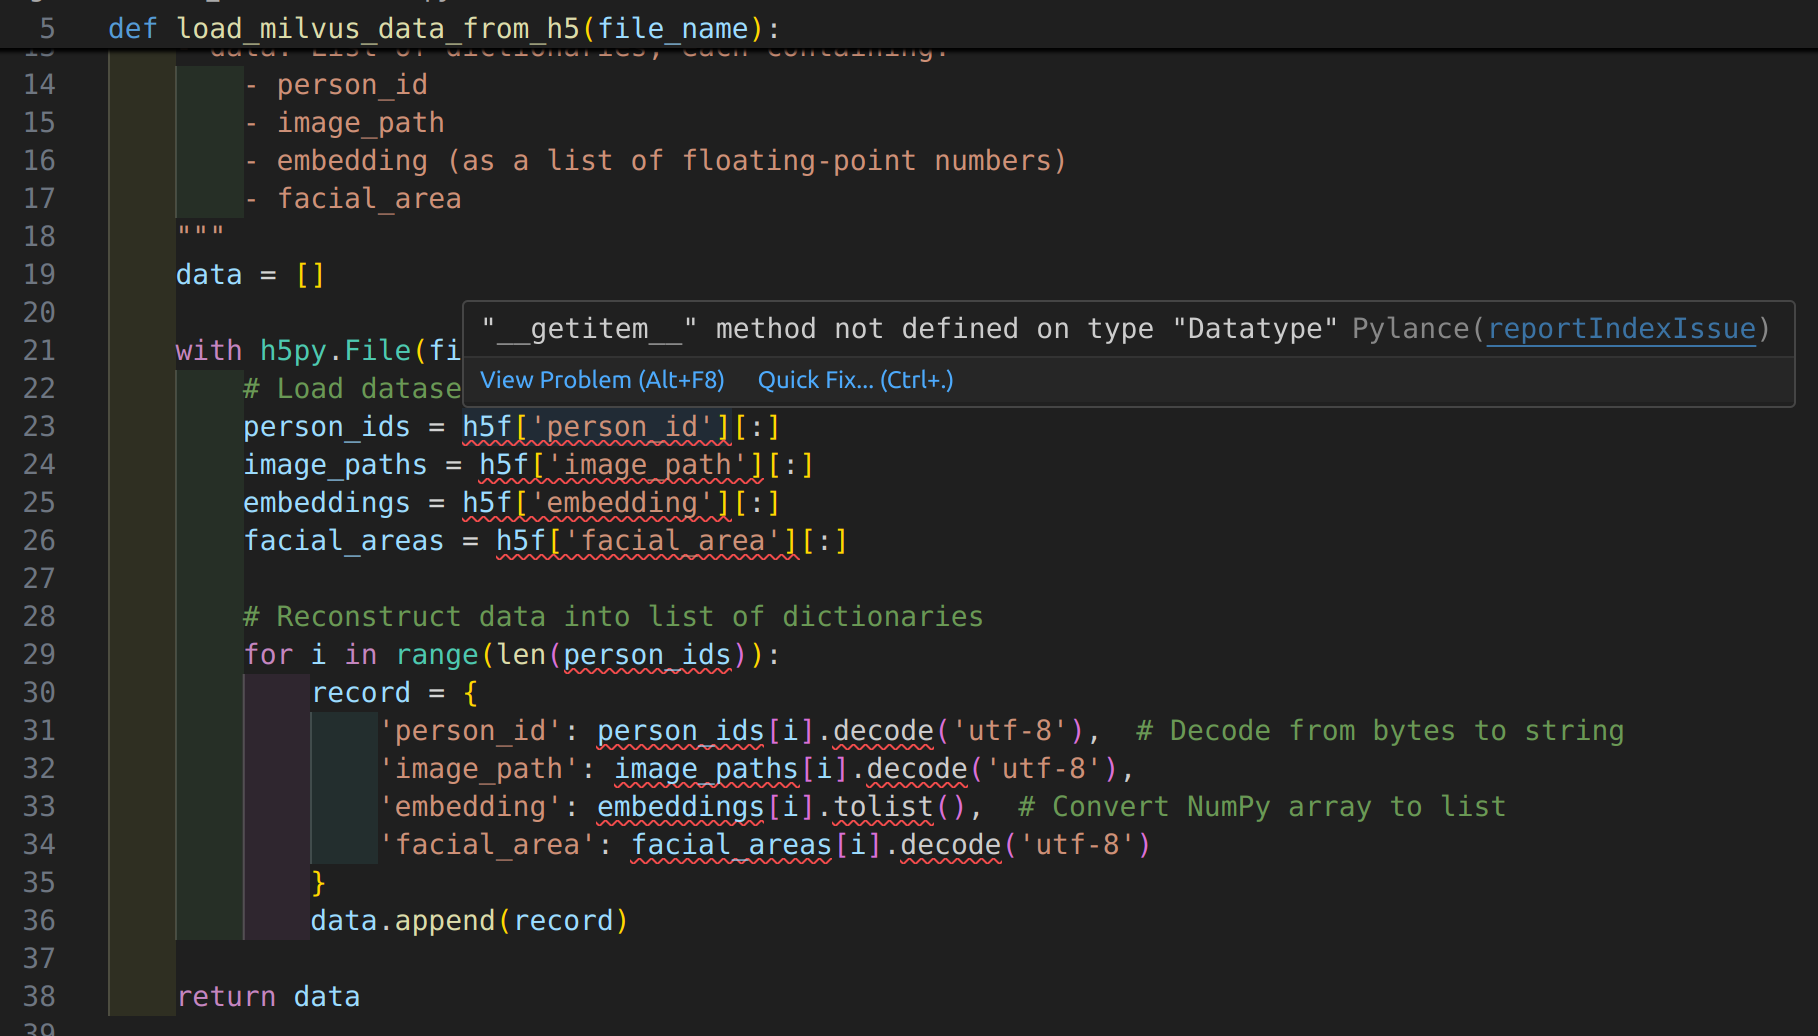 5 def load_milvus_data_from_h5(file_name):
data: List of dictionaries, each containing:
14 - person_id
15 - image_path
16 - embedding (as a list of floating-point numbers)
17 - facial_area
18 """
19 data = []
20
"__getitem__" method not defined on type "Datatype" Pylance(reportIndexIssue)
21 with h5py.File(fi
View Problem (Alt+F8) Quick Fix... (Ctrl+.)
22 # Load datase
23 person_ids = h5f['person_id'][:]
24 image_paths = h5f['image_path'][:]
25 embeddings = h5f['embedding'][:]
26 facial_areas = h5f['facial_area'][:]
27
28 # Reconstruct data into list of dictionaries
29 for i in range(len(person_ids)):
30 record = {
31 'person_id': person_ids[i].decode('utf-8'), # Decode from bytes to string
32 'image_path': image_paths[i].decode('utf-8'),
33 'embedding': embeddings[i].tolist(), # Convert NumPy array to list
34 'facial_area': facial_areas[i].decode('utf-8')
35 }
36 data.append(record)
37
38 return data
39